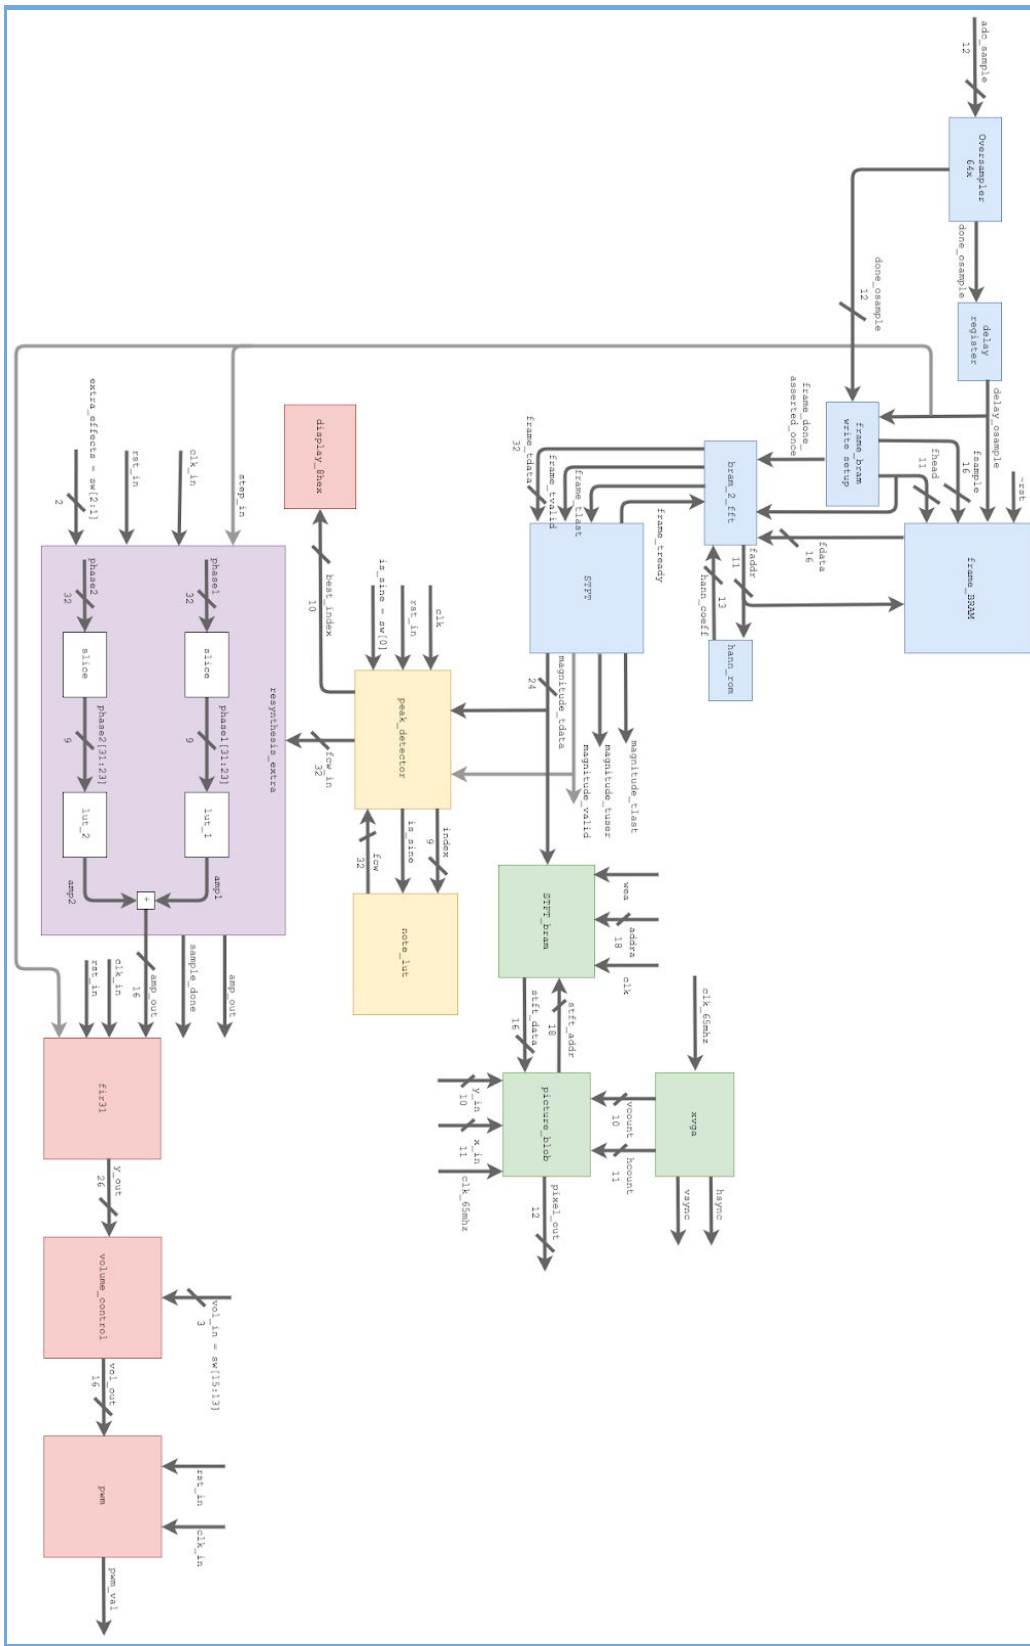 adc_sample
12
Oversampler
64x
done_osample
delay
register
done_osample
12
delay_osample
~rst
frame_bram
write setup
fsample
16
fhead
11
frame_done_
asserted_once
frame_BRAM
bram_2_fft
fdata
16
faddr
11
hann_coeff
13
hann_rom
frame_tdata
32
frame_tvalid
frame_tlast
frame_tready
STFT
magnitude_tdata
24
magnitude_valid
magnitude_tuser
magnitude_tlast
display_8hex
best_index
10
is_sine = sw[0]
rst_in
clk
peak_detector
fcw_in
32
fcw
32
is_sine
index
9
note_lut
extra_effects = sw[2:1]
2
rst_in
clk_in
step_in
resynthesis_extra
phase1
32
slice
phase1[31:23]
9
lut_1
amp1
phase2
32
slice
phase2[31:23]
9
lut_2
amp2
+
amp_out
16
sample_done
amp_out
rst_in
clk_in
fir31
y_out
26
volume_control
vol_in = sw[15:13]
3
vol_out
16
pwm
rst_in
clk_in
pwm_val
STFT_bram
wea
addra
18
clk
stft_data
16
stft_addr
18
clk_65mhz
xvga
vcount
10
hcount
11
vsync
hsync
picture_blob
y_in
10
x_in
11
clk_65mhz
pixel_out
12